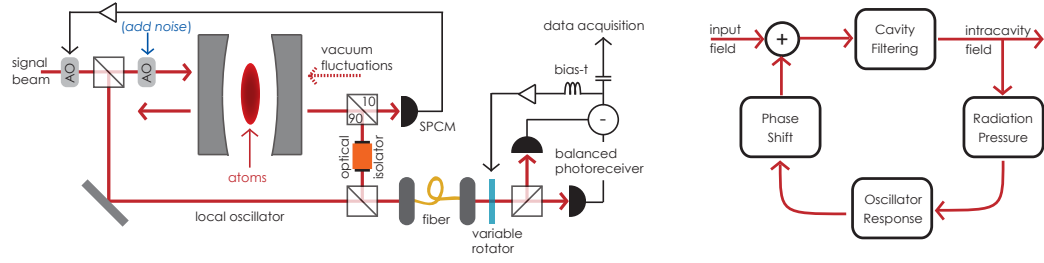 (add noise)
signal
beam
AO
AO
vacuum
fluctuations
atoms
10
90
SPCM
optical
isolator
local oscillator
fiber
variable
rotator
data acquisition
bias-t
-
balanced
photoreceiver
input
field
+
Cavity
Filtering
intracavity
field
Phase
Shift
Radiation
Pressure
Oscillator
Response